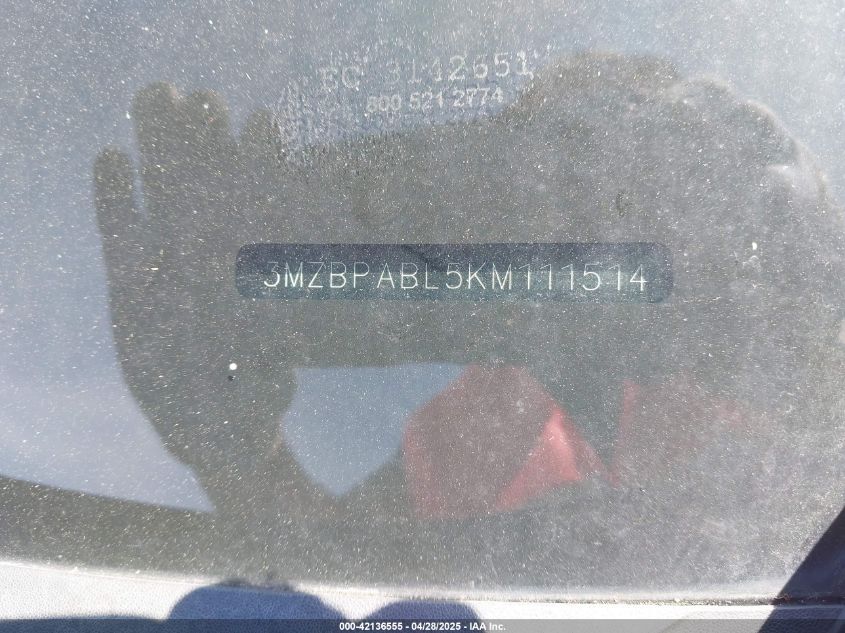 EC 3142651
800 521 2774
3MZBPABL5KM111514
000-42136555 - 04/28/2025 - IAA Inc.